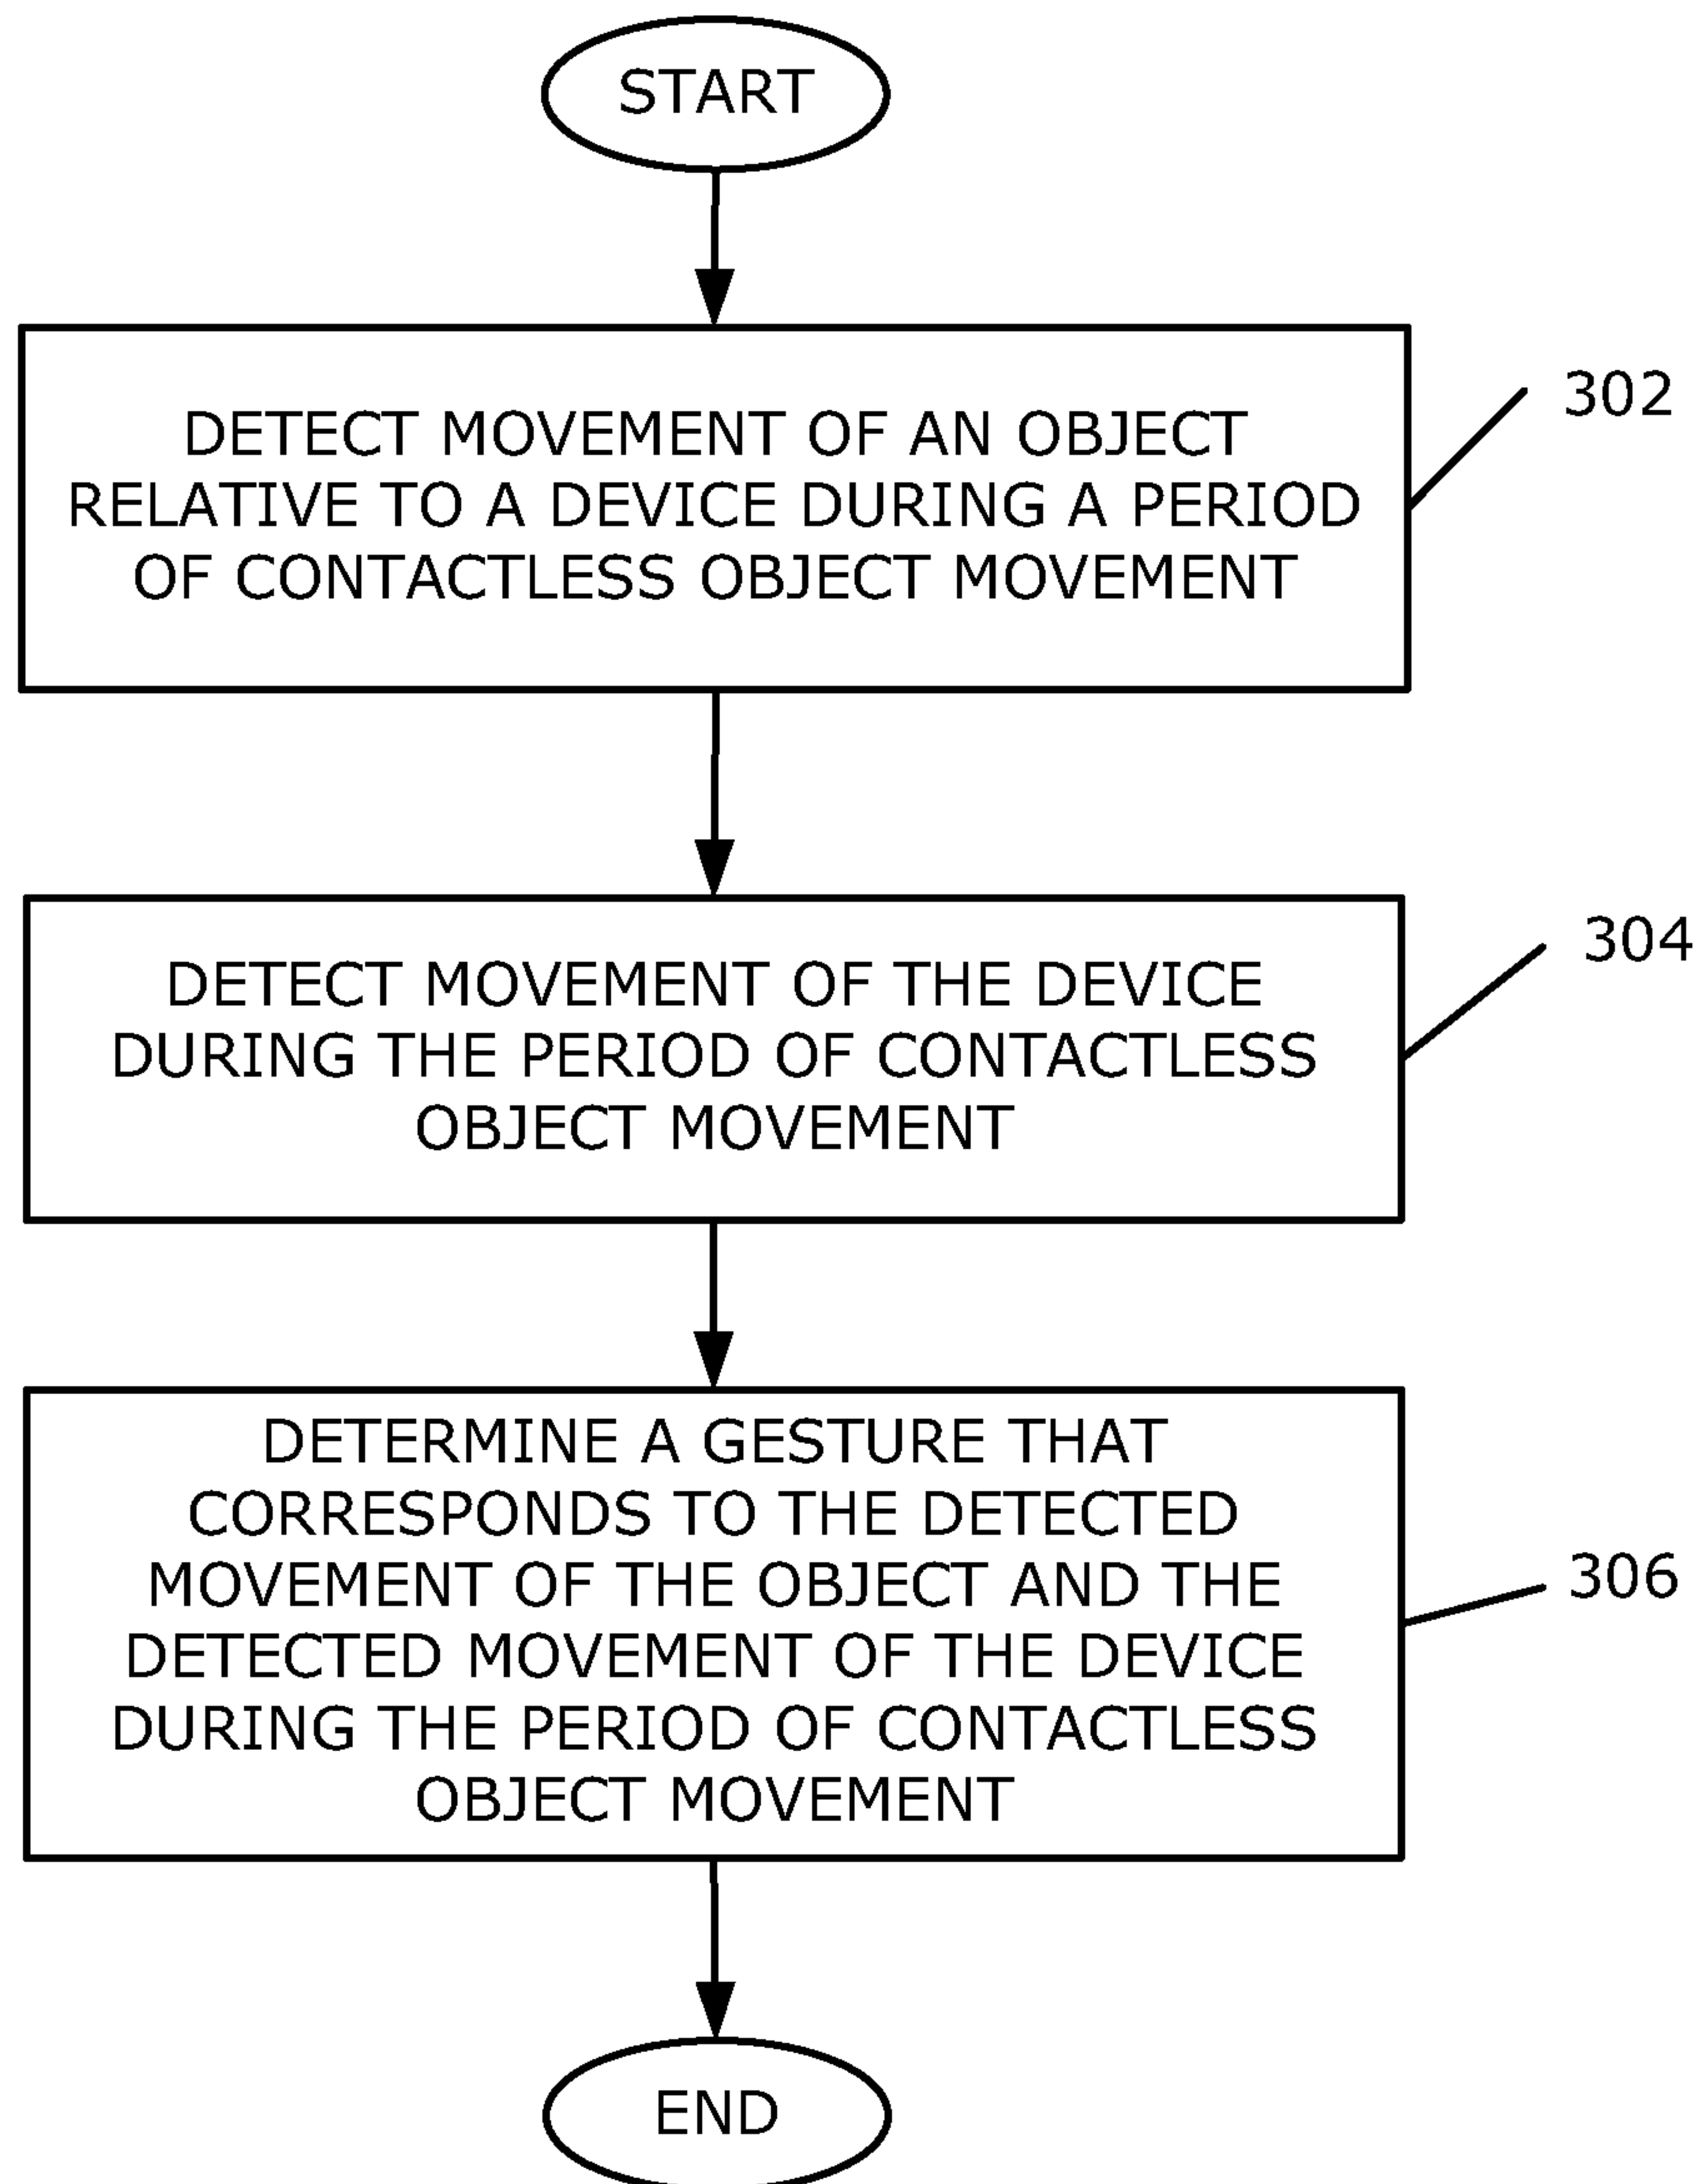 START
DETECT MOVEMENT OF AN OBJECT
RELATIVE TO A DEVICE DURING A PERIOD
OF CONTACTLESS OBJECT MOVEMENT
302
DETECT MOVEMENT OF THE DEVICE
DURING THE PERIOD OF CONTACTLESS
OBJECT MOVEMENT
304
DETERMINE A GESTURE THAT
CORRESPONDS TO THE DETECTED
MOVEMENT OF THE OBJECT AND THE
DETECTED MOVEMENT OF THE DEVICE
DURING THE PERIOD OF CONTACTLESS
OBJECT MOVEMENT
306
END